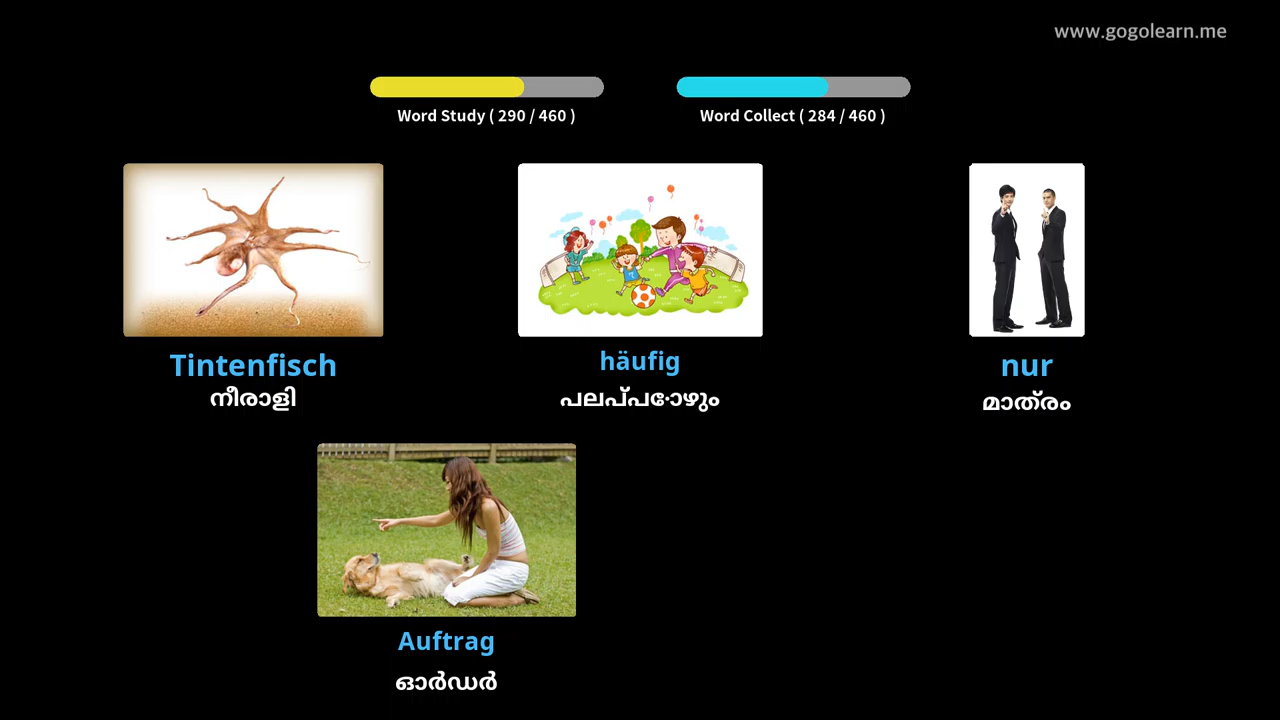 www.gogolearn.me
Word Study ( 290 / 460 )
Word Collect ( 284 / 460 )
Tintenfisch
നീരാളി
häufig
പലപ്പോഴും
nur
മാത്രം
Auftrag
ഓർഡർ